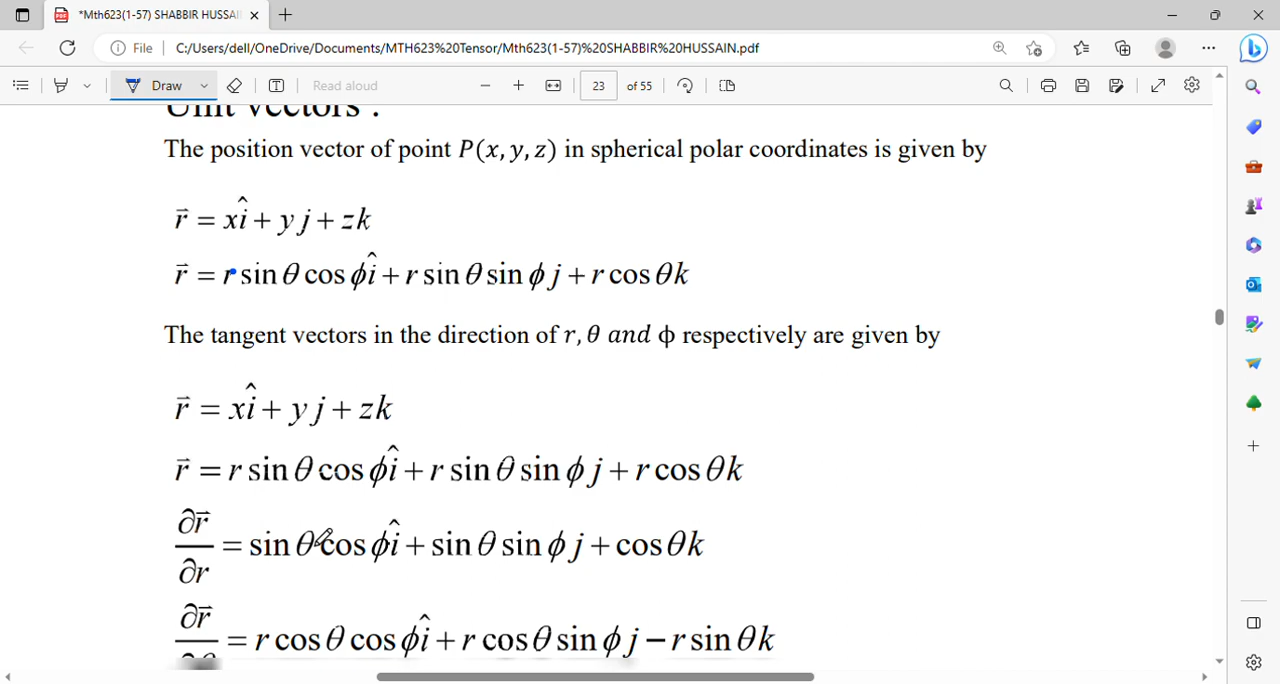 *Mth623(1-57) SHABBIR HUSSAI
File | C:/Users/dell/OneDrive/Documents/MTH623%20Tensor/Mth623(1-57)%20SHABBIR%20HUSSAIN.pdf
Draw Read aloud 23 of 55
Unit vectors :
The position vector of point P(x, y, z) in spherical polar coordinates is given by
r⃗ = xî + y j + zk
r⃗ = r sin θ cos ϕî + r sin θ sin ϕ j + r cos θk
The tangent vectors in the direction of r, θ and ϕ respectively are given by
r⃗ = xî + y j + zk
r⃗ = r sin θ cos ϕî + r sin θ sin ϕ j + r cos θk
∂r⃗/∂r = sin θ cos ϕî + sin θ sin ϕ j + cos θk
∂r⃗/∂θ = r cos θ cos ϕî + r cos θ sin ϕ j − r sin θk